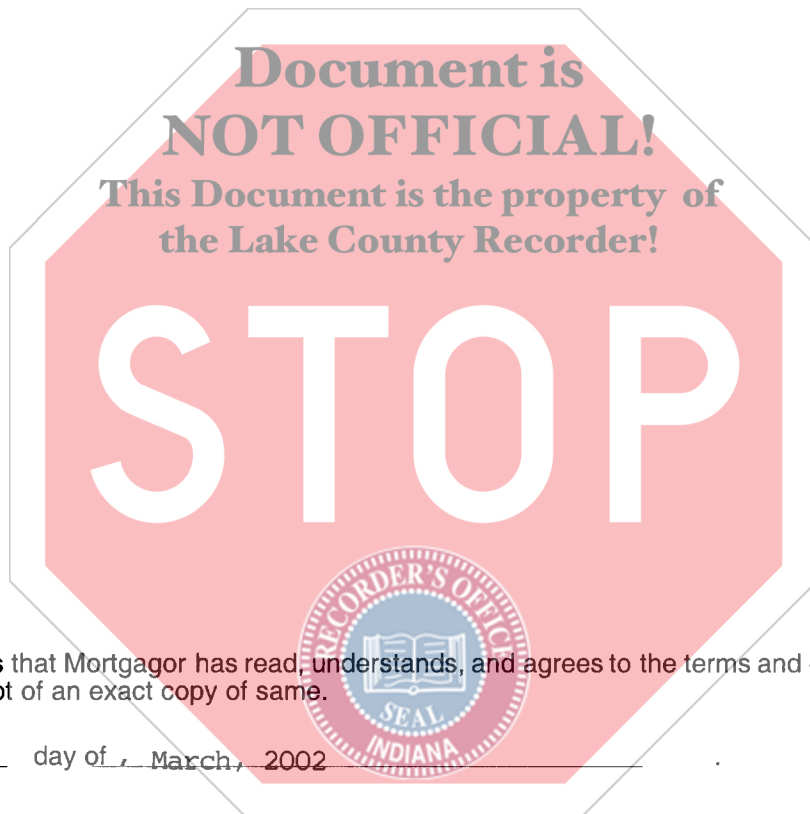 Document is
NOT OFFICIAL!
This Document is the property of
the Lake County Recorder!
STOP
RECORDER'S OFFICE
that Mortgagor has read, understands, and agrees to the terms and
of an exact copy of same.
SEAL
INDIANA
day of , March, 2002 .